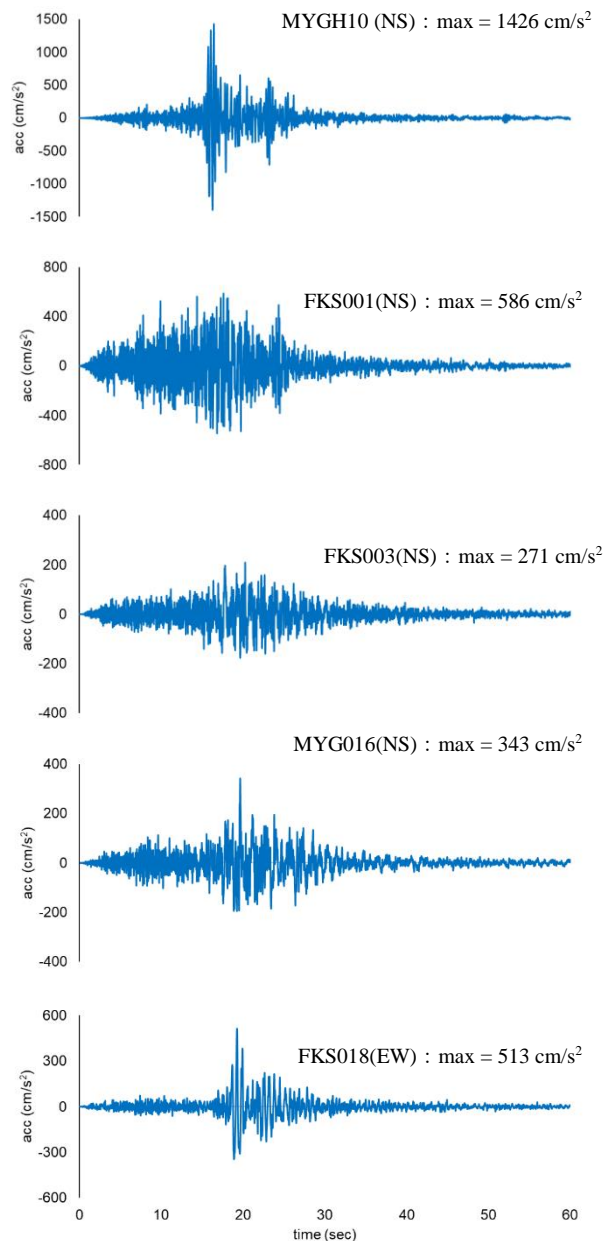 MYGH10 (NS)：max = 1426 cm/s²
1500
1000
500
0
-500
-1000
-1500
acc (cm/s²)
FKS001(NS)：max = 586 cm/s²
800
400
0
-400
-800
acc (cm/s²)
FKS003(NS)：max = 271 cm/s²
400
200
0
-200
-400
acc (cm/s²)
MYG016(NS)：max = 343 cm/s²
400
200
0
-200
-400
acc (cm/s²)
FKS018(EW)：max = 513 cm/s²
600
300
0
-300
-600
acc (cm/s²)
0 10 20 30 40 50 60
time (sec)